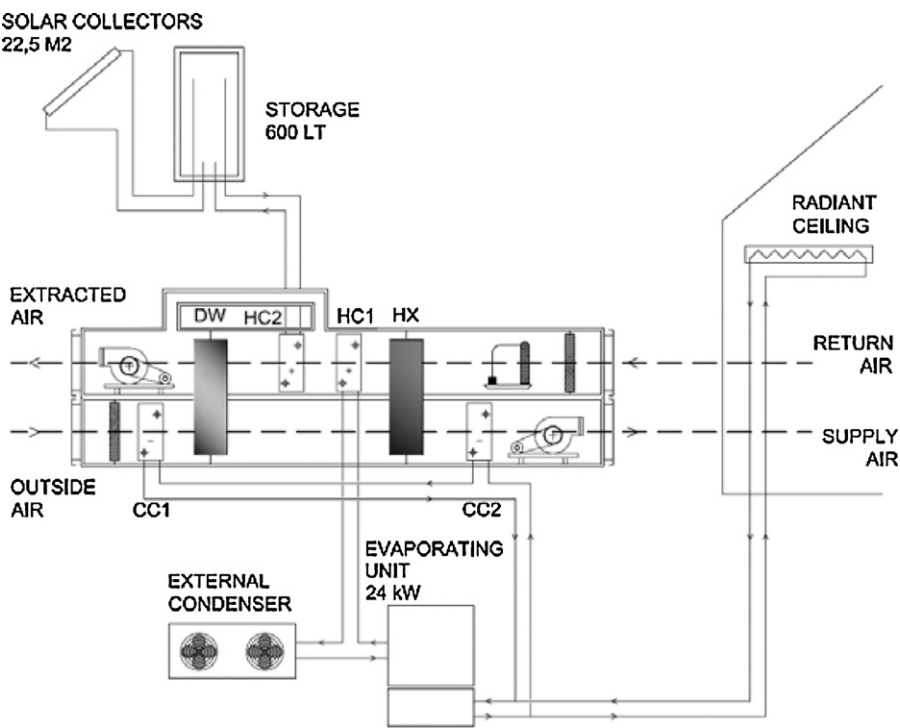 SOLAR COLLECTORS
22,5 M2
STORAGE
600 LT
RADIANT
CEILING
EXTRACTED
AIR
DW HC2 HC1 HX
RETURN
AIR
SUPPLY
AIR
OUTSIDE
AIR
CC1 CC2
EVAPORATING
UNIT
24 kW
EXTERNAL
CONDENSER